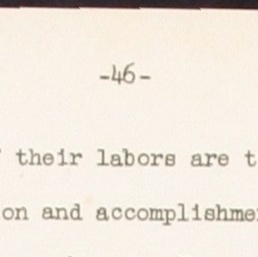 -46-
their labors are t
on and accomplishme